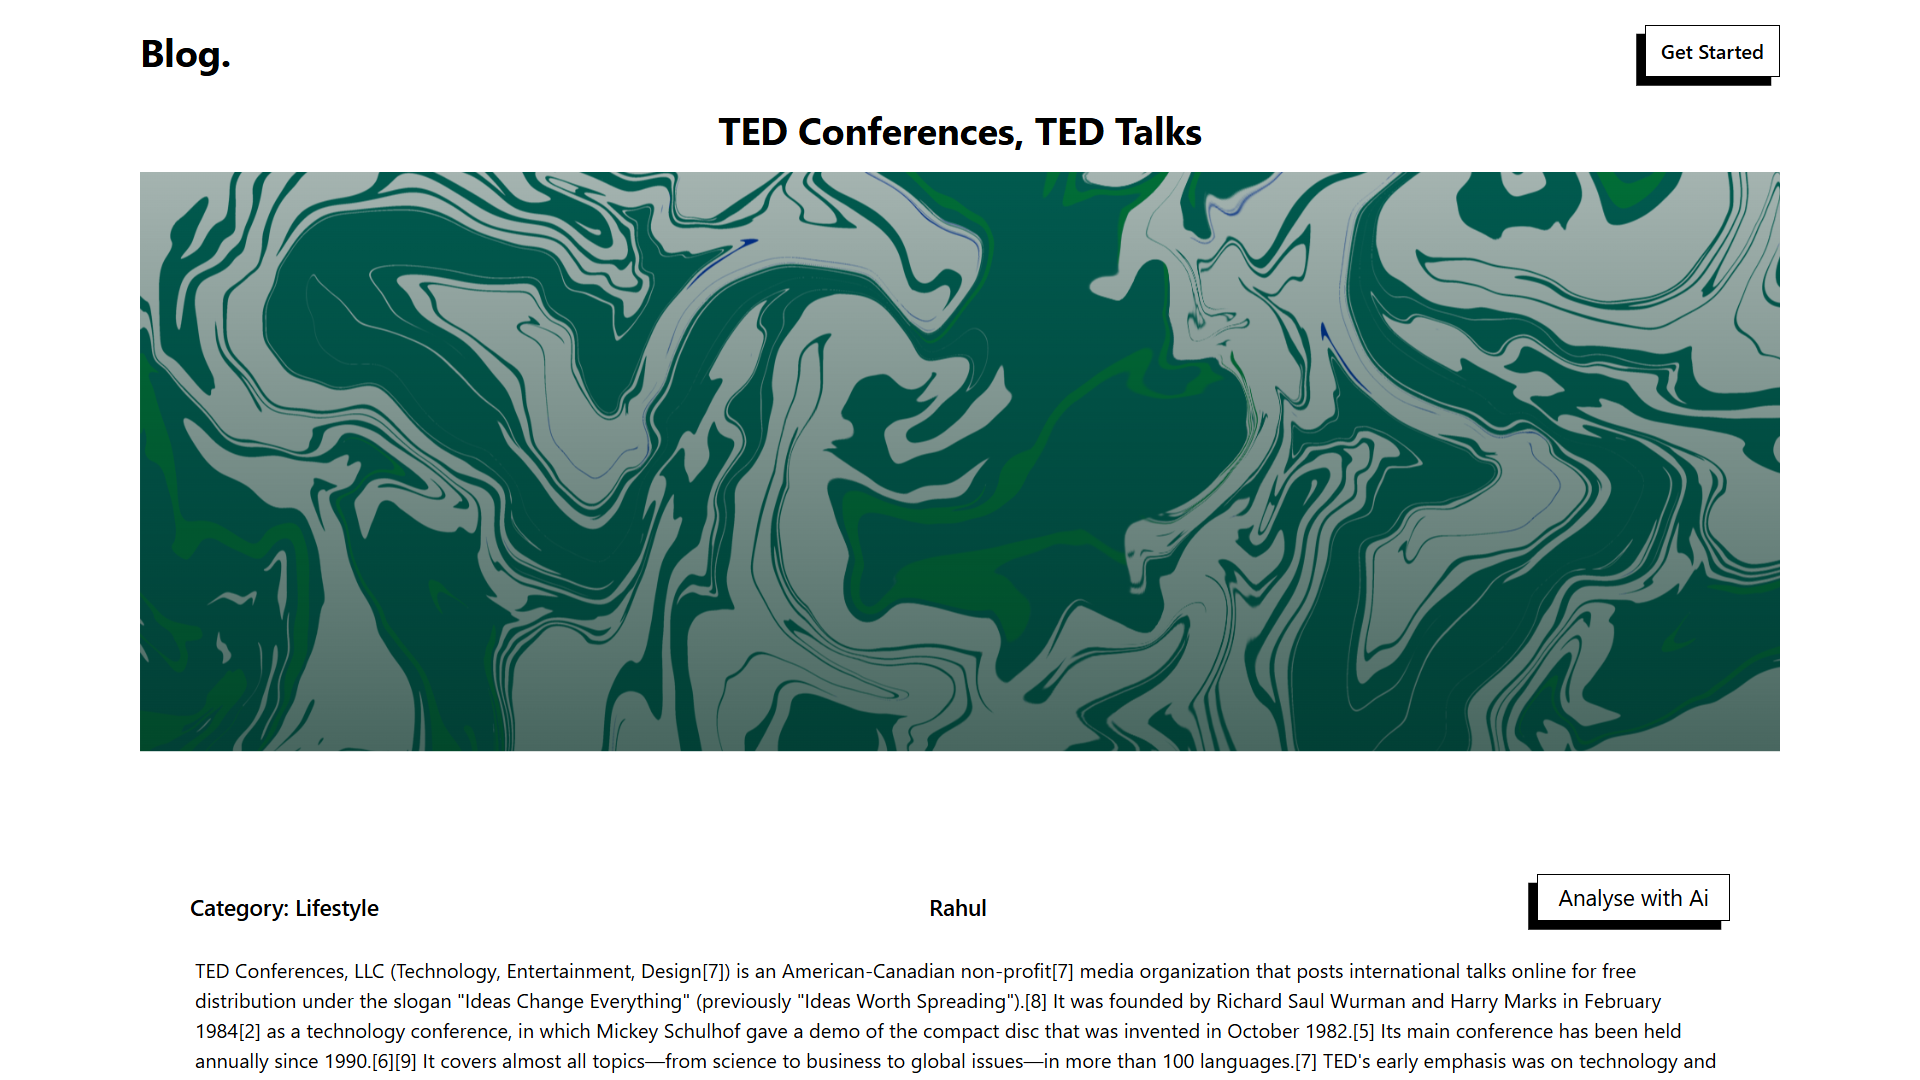 Blog.
Get Started
TED Conferences, TED Talks
Category: Lifestyle
Rahul
Analyse with Ai
TED Conferences, LLC (Technology, Entertainment, Design[7]) is an American-Canadian non-profit[7] media organization that posts international talks online for free
distribution under the slogan "Ideas Change Everything" (previously "Ideas Worth Spreading").[8] It was founded by Richard Saul Wurman and Harry Marks in February
1984[2] as a technology conference, in which Mickey Schulhof gave a demo of the compact disc that was invented in October 1982.[5] Its main conference has been held
annually since 1990.[6][9] It covers almost all topics—from science to business to global issues—in more than 100 languages.[7] TED's early emphasis was on technology and